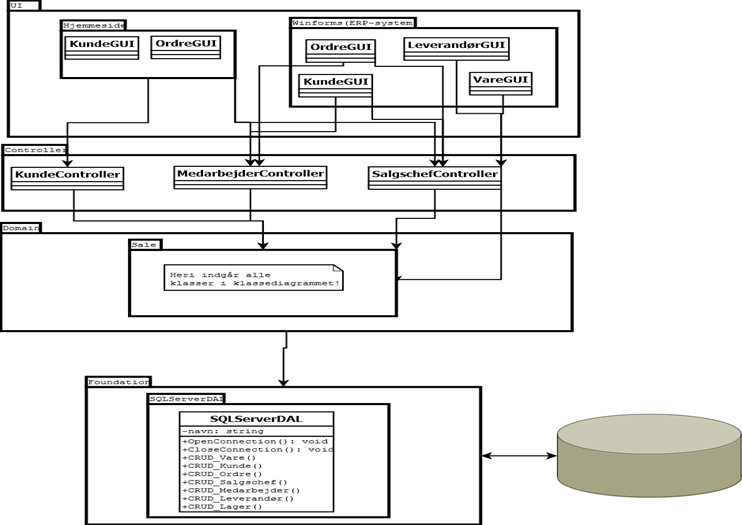 UI
Hjemmeside
KundeGUI
OrdreGUI
Winforms(ERP-system
OrdreGUI
LeverandørGUI
KundeGUI
VareGUI
Controller
KundeController
MedarbejderController
SalgschefController
Domain
Sale
Heri indgår alle
klasser i klassediagrammet!
Foundation
SQLServerDAL
SQLServerDAL
-navn: string
+OpenConnection(): void
+CloseConnection(): void
+CRUD_Vare()
+CRUD_Kunde()
+CRUD_Ordre()
+CRUD_Salgschef()
+CRUD_Medarbejder()
+CRUD_Leverandør()
+CRUD_Lager()